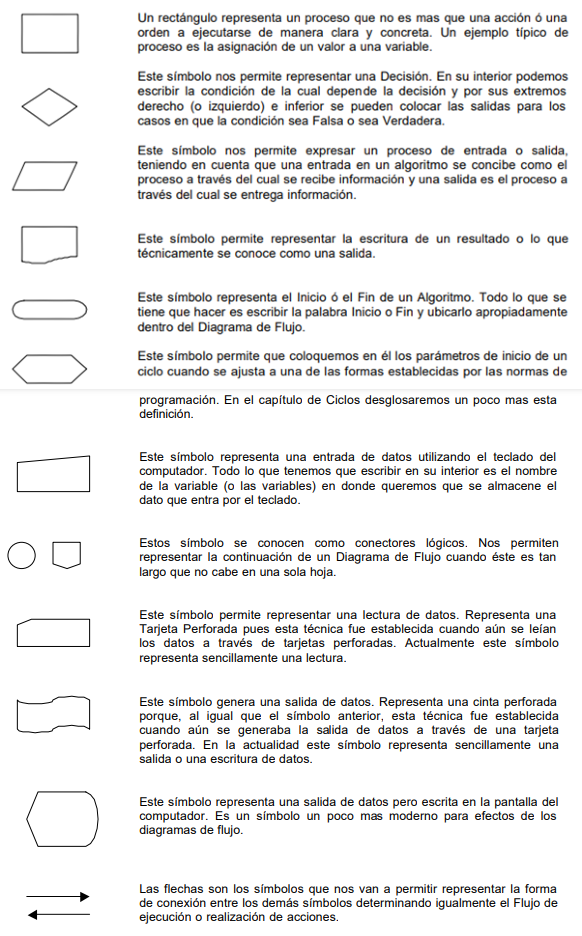 Un rectángulo representa un proceso que no es mas que una acción ó una
orden a ejecutarse de manera clara y concreta. Un ejemplo típico de
proceso es la asignación de un valor a una variable.
Este símbolo nos permite representar una Decisión. En su interior podemos
escribir la condición de la cual depende la decisión y por sus extremos
derecho (o izquierdo) e inferior se pueden colocar las salidas para los
casos en que la condición sea Falsa o sea Verdadera.
Este símbolo nos permite expresar un proceso de entrada o salida,
teniendo en cuenta que una entrada en un algoritmo se concibe como el
proceso a través del cual se recibe información y una salida es el proceso a
través del cual se entrega información.
Este símbolo permite representar la escritura de un resultado o lo que
técnicamente se conoce como una salida.
Este símbolo representa el Inicio ó el Fin de un Algoritmo. Todo lo que se
tiene que hacer es escribir la palabra Inicio o Fin y ubicarlo apropiadamente
dentro del Diagrama de Flujo.
Este símbolo permite que coloquemos en él los parámetros de inicio de un
ciclo cuando se ajusta a una de las formas establecidas por las normas de
programación. En el capítulo de Ciclos desglosaremos un poco mas esta
definición.
Este símbolo representa una entrada de datos utilizando el teclado del
computador. Todo lo que tenemos que escribir en su interior es el nombre
de la variable (o las variables) en donde queremos que se almacene el
dato que entra por el teclado.
Estos símbolo se conocen como conectores lógicos. Nos permiten
representar la continuación de un Diagrama de Flujo cuando éste es tan
largo que no cabe en una sola hoja.
Este símbolo permite representar una lectura de datos. Representa una
Tarjeta Perforada pues esta técnica fue establecida cuando aún se leían
los datos a través de tarjetas perforadas. Actualmente este símbolo
representa sencillamente una lectura.
Este símbolo genera una salida de datos. Representa una cinta perforada
porque, al igual que el símbolo anterior, esta técnica fue establecida
cuando aún se generaba la salida de datos a través de una tarjeta
perforada. En la actualidad este símbolo representa sencillamente una
salida o una escritura de datos.
Este símbolo representa una salida de datos pero escrita en la pantalla del
computador. Es un símbolo un poco mas moderno para efectos de los
diagramas de flujo.
Las flechas son los símbolos que nos van a permitir representar la forma
de conexión entre los demás símbolos determinando igualmente el Flujo de
ejecución o realización de acciones.